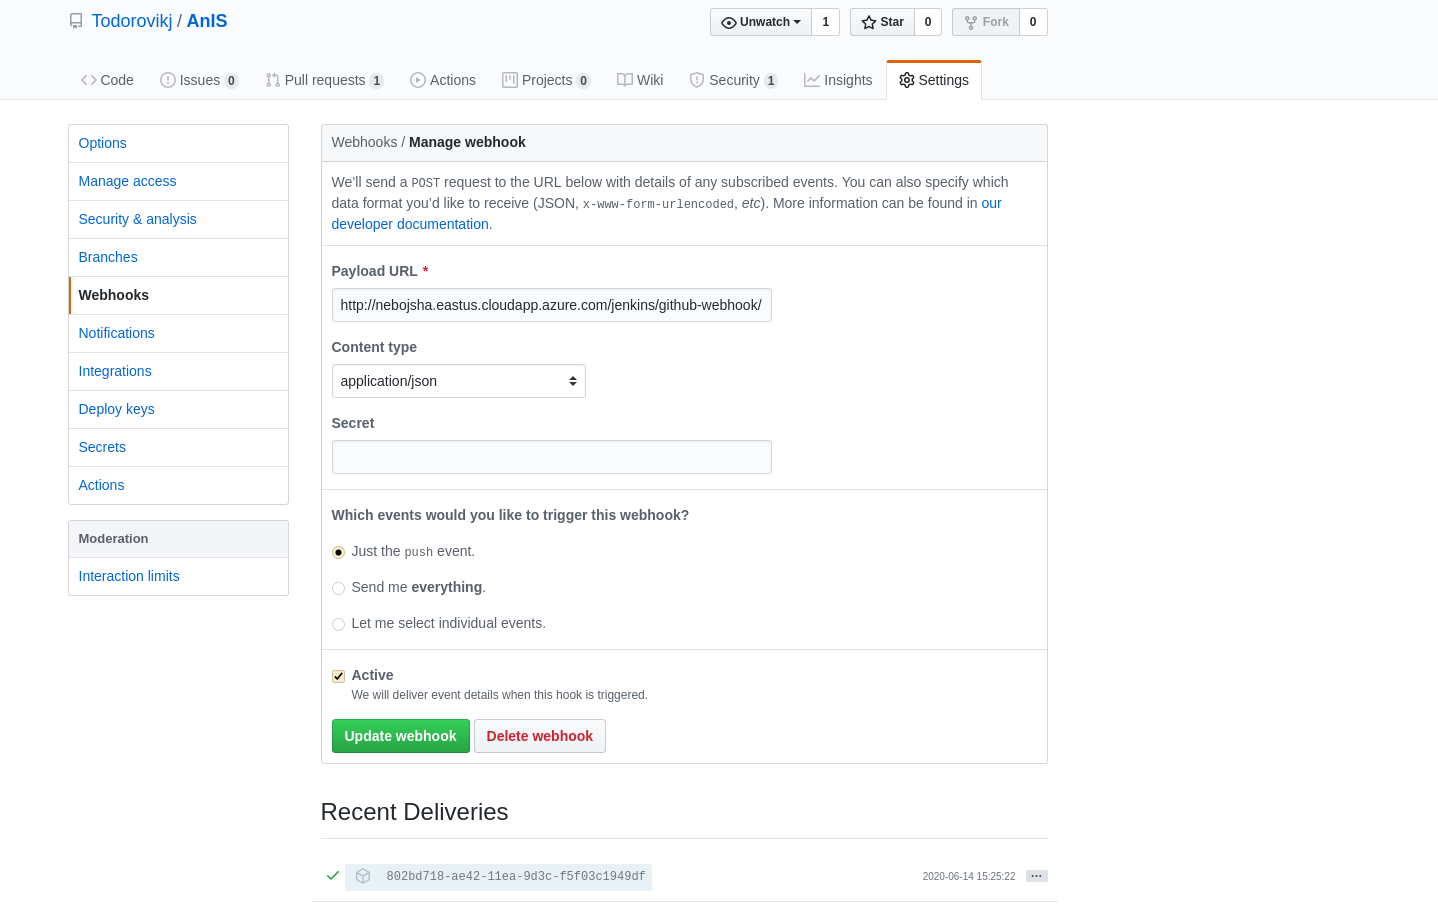 Todorovikj / AnIS
Unwatch 1 Star 0 Fork 0
Code Issues 0 Pull requests 1 Actions Projects 0 Wiki Security 1 Insights Settings
Options
Manage access
Security & analysis
Branches
Webhooks
Notifications
Integrations
Deploy keys
Secrets
Actions
Moderation
Interaction limits
Webhooks / Manage webhook
We’ll send a POST request to the URL below with details of any subscribed events. You can also specify which
data format you’d like to receive (JSON, x-www-form-urlencoded, etc). More information can be found in our
developer documentation.
Payload URL *
http://nebojsha.eastus.cloudapp.azure.com/jenkins/github-webhook/
Content type
application/json
Secret
Which events would you like to trigger this webhook?
Just the push event.
Send me everything.
Let me select individual events.
Active
We will deliver event details when this hook is triggered.
Update webhook Delete webhook
Recent Deliveries
802bd718-ae42-11ea-9d3c-f5f03c1949df 2020-06-14 15:25:22 ...